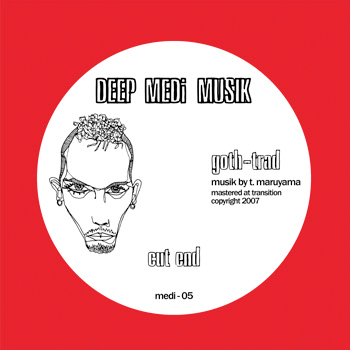 DEEP MEDi MUSIK
goth-trad
musik by t. maruyama
mastered at transition
copyright 2007
cut end
medi - 05